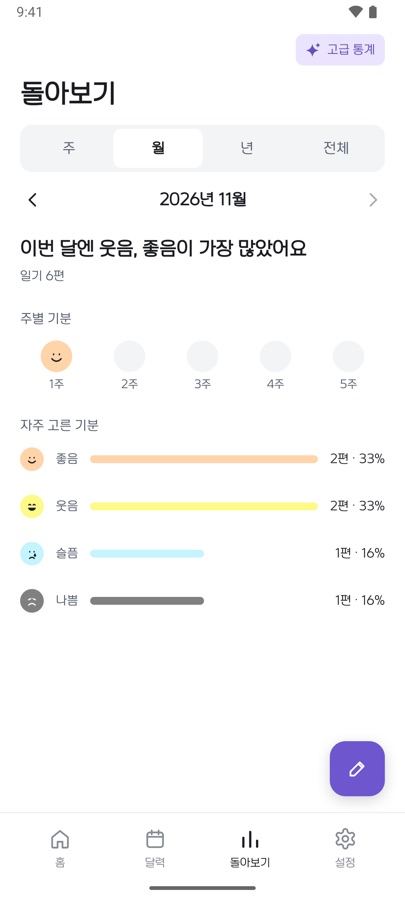 9:41
고급 통계
돌아보기
주 월 년 전체
2026년 11월
이번 달엔 웃음, 좋음이 가장 많았어요
일기 6편
주별 기분
1주 2주 3주 4주 5주
자주 고른 기분
좋음 2편 · 33%
웃음 2편 · 33%
슬픔 1편 · 16%
나쁨 1편 · 16%
홈 달력 돌아보기 설정